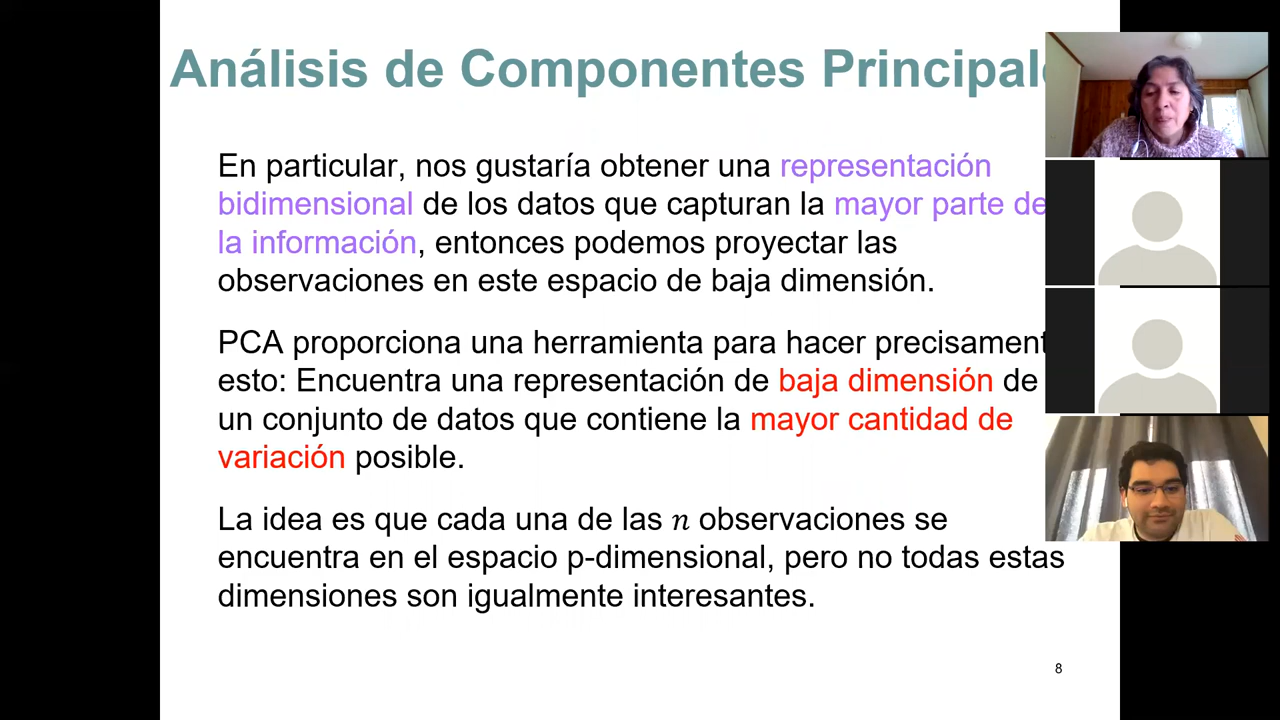 Análisis de Componentes Principal
En particular, nos gustaría obtener una representación
bidimensional de los datos que capturan la mayor parte de
la información, entonces podemos proyectar las
observaciones en este espacio de baja dimensión.
PCA proporciona una herramienta para hacer precisament
esto: Encuentra una representación de baja dimensión de
un conjunto de datos que contiene la mayor cantidad de
variación posible.
La idea es que cada una de las n observaciones se
encuentra en el espacio p-dimensional, pero no todas estas
dimensiones son igualmente interesantes.
8